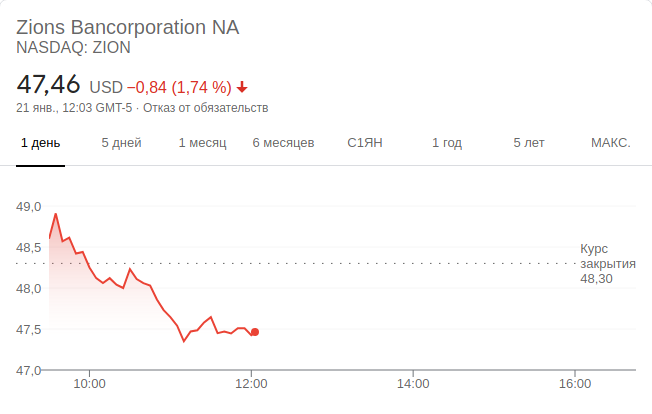 Zions Bancorporation NA
NASDAQ: ZION
47,46 USD −0,84 (1,74 %)
21 янв., 12:03 GMT-5 · Отказ от обязательств
1 день 5 дней 1 месяц 6 месяцев С1ЯН 1 год 5 лет МАКС.
49,0
48,5
Курс
закрытия
48,30
48,0
47,5
47,0
10:00 12:00 14:00 16:00